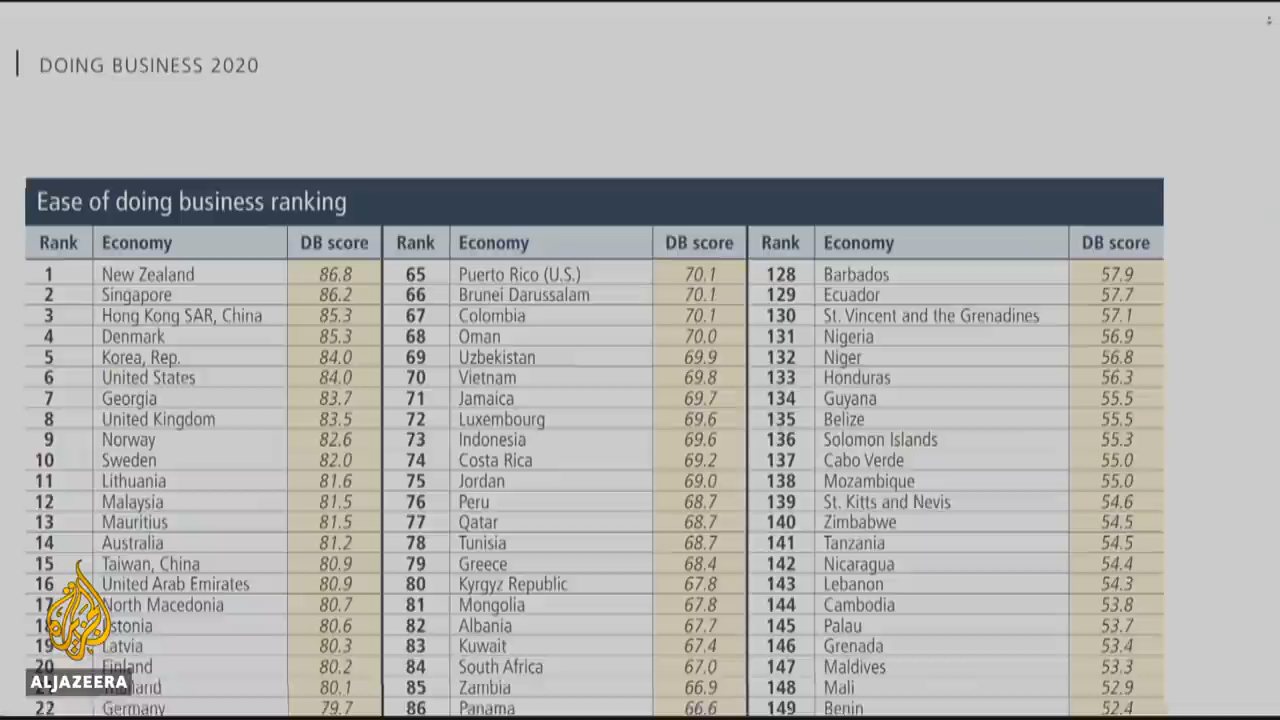 DOING BUSINESS 2020
Ease of doing business ranking
Rank Economy DB score Rank Economy DB score Rank Economy DB score
1 New Zealand 86.8 65 Puerto Rico (U.S.) 70.1 128 Barbados 57.9
2 Singapore 86.2 66 Brunei Darussalam 70.1 129 Ecuador 57.7
3 Hong Kong SAR, China 85.3 67 Colombia 70.1 130 St. Vincent and the Grenadines 57.1
4 Denmark 85.3 68 Oman 70.0 131 Nigeria 56.9
5 Korea, Rep. 84.0 69 Uzbekistan 69.9 132 Niger 56.8
6 United States 84.0 70 Vietnam 69.8 133 Honduras 56.3
7 Georgia 83.7 71 Jamaica 69.7 134 Guyana 55.5
8 United Kingdom 83.5 72 Luxembourg 69.6 135 Belize 55.5
9 Norway 82.6 73 Indonesia 69.6 136 Solomon Islands 55.3
10 Sweden 82.0 74 Costa Rica 69.2 137 Cabo Verde 55.0
11 Lithuania 81.6 75 Jordan 69.0 138 Mozambique 55.0
12 Malaysia 81.5 76 Peru 68.7 139 St. Kitts and Nevis 54.6
13 Mauritius 81.5 77 Qatar 68.7 140 Zimbabwe 54.5
14 Australia 81.2 78 Tunisia 68.7 141 Tanzania 54.5
15 Taiwan, China 80.9 79 Greece 68.4 142 Nicaragua 54.4
16 United Arab Emirates 80.9 80 Kyrgyz Republic 67.8 143 Lebanon 54.3
17 North Macedonia 80.7 81 Mongolia 67.8 144 Cambodia 53.8
18 Estonia 80.6 82 Albania 67.7 145 Palau 53.7
19 Latvia 80.3 83 Kuwait 67.4 146 Grenada 53.4
20 Finland 80.2 84 South Africa 67.0 147 Maldives 53.3
80.1 85 Zambia 66.9 148 Mali 52.9
22 Germany 79.7 86 Panama 66.6 149 Benin 52.4
ALJAZEERA